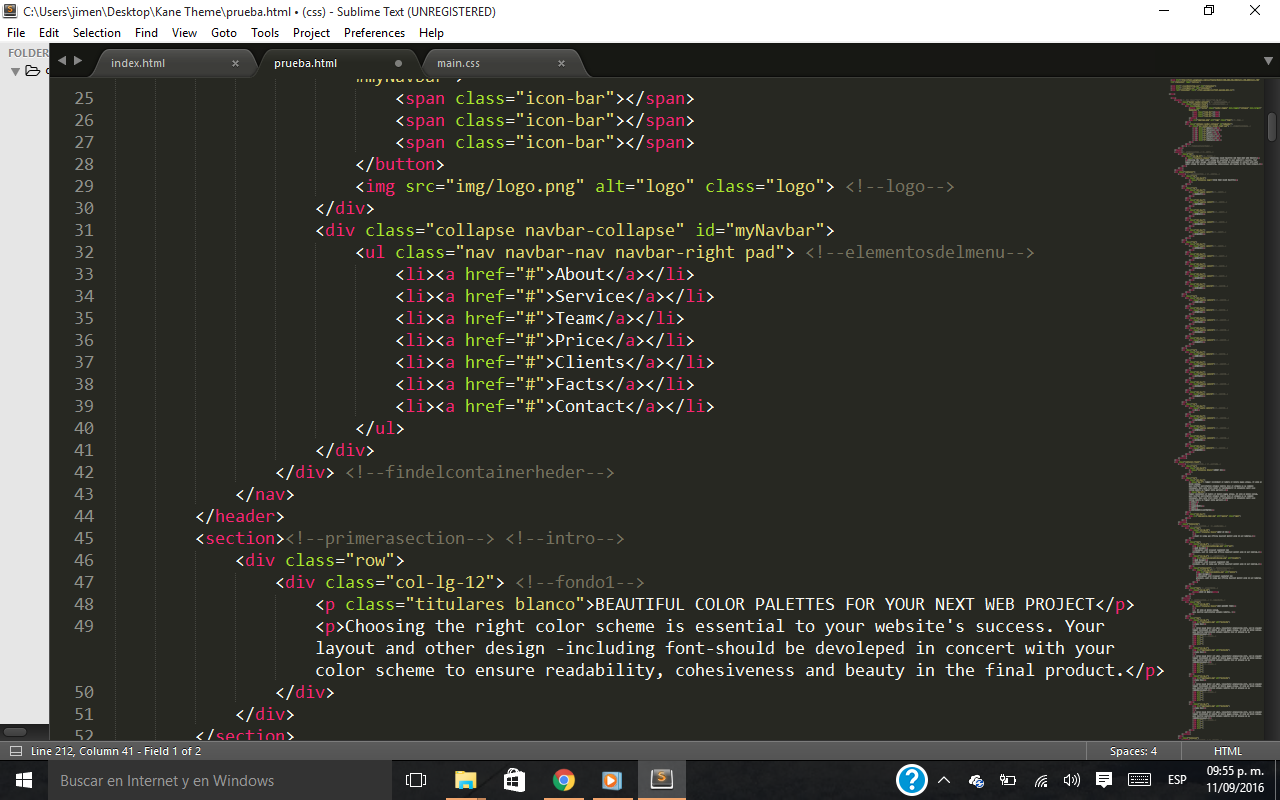 C:\Users\jimen\Desktop\Kane Theme\prueba.html • (css) - Sublime Text (UNREGISTERED)
File Edit Selection Find View Goto Tools Project Preferences Help
FOLDER
index.html × prueba.html main.css ×
#myNavbar">
25 <span class="icon-bar"></span>
26 <span class="icon-bar"></span>
27 <span class="icon-bar"></span>
28 </button>
29 <img src="img/logo.png" alt="logo" class="logo"> <!--logo-->
30 </div>
31 <div class="collapse navbar-collapse" id="myNavbar">
32 <ul class="nav navbar-nav navbar-right pad"> <!--elementosdelmenu-->
33 <li><a href="#">About</a></li>
34 <li><a href="#">Service</a></li>
35 <li><a href="#">Team</a></li>
36 <li><a href="#">Price</a></li>
37 <li><a href="#">Clients</a></li>
38 <li><a href="#">Facts</a></li>
39 <li><a href="#">Contact</a></li>
40 </ul>
41 </div>
42 </div> <!--findelcontainerheder-->
43 </nav>
44 </header>
45 <section><!--primerasection--> <!--intro-->
46 <div class="row">
47 <div class="col-lg-12"> <!--fondo1-->
48 <p class="titulares blanco">BEAUTIFUL COLOR PALETTES FOR YOUR NEXT WEB PROJECT</p>
49 <p>Choosing the right color scheme is essential to your website's success. Your
layout and other design -including font-should be devoleped in concert with your
color scheme to ensure readability, cohesiveness and beauty in the final product.</p>
50 </div>
51 </div>
52 </section>
Line 212, Column 41 - Field 1 of 2 Spaces: 4 HTML
Buscar en Internet y en Windows
ESP
09:55 p. m.
11/09/2016